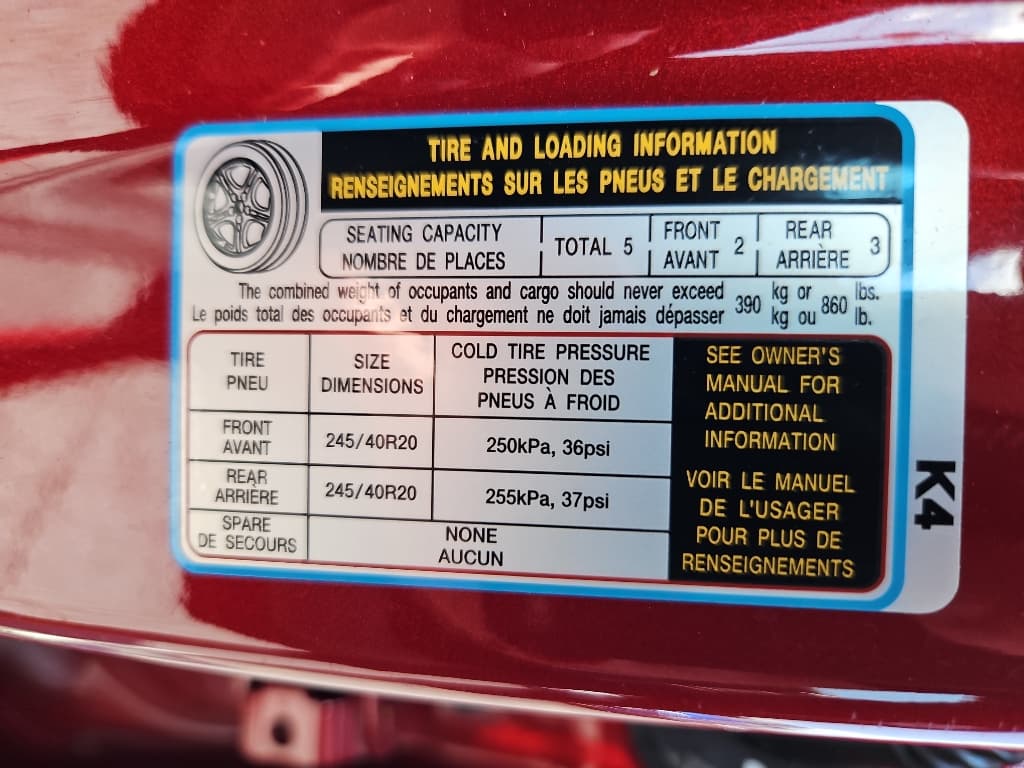 TIRE AND LOADING INFORMATION
RENSEIGNEMENTS SUR LES PNEUS ET LE CHARGEMENT
SEATING CAPACITY
NOMBRE DE PLACES
TOTAL 5
FRONT
AVANT
2
REAR
ARRIÈRE
3
The combined weight of occupants and cargo should never exceed 390 kg or 860 lbs.
Le poids total des occupants et du chargement ne doit jamais dépasser kg ou lb.
TIRE
PNEU
SIZE
DIMENSIONS
COLD TIRE PRESSURE
PRESSION DES
PNEUS À FROID
FRONT
AVANT
245/40R20
250kPa, 36psi
REAR
ARRIÈRE
245/40R20
255kPa, 37psi
SPARE
DE SECOURS
NONE
AUCUN
SEE OWNER'S
MANUAL FOR
ADDITIONAL
INFORMATION
VOIR LE MANUEL
DE L'USAGER
POUR PLUS DE
RENSEIGNEMENTS
K4